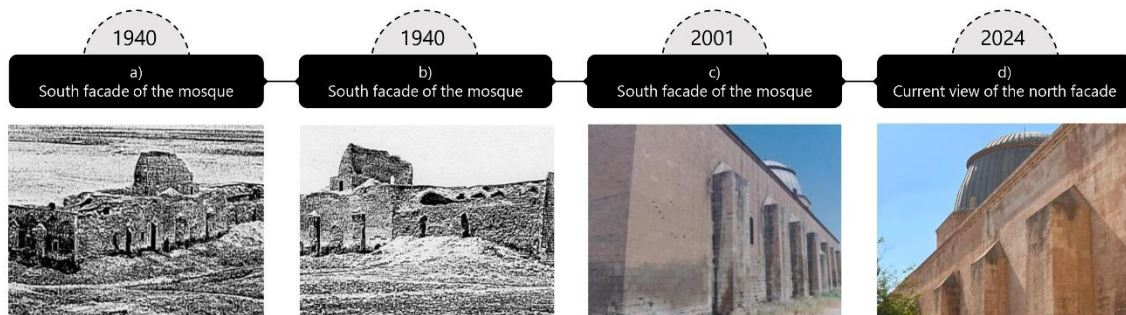 1940
a)
South facade of the mosque
1940
b)
South facade of the mosque
2001
c)
South facade of the mosque
2024
d)
Current view of the north facade